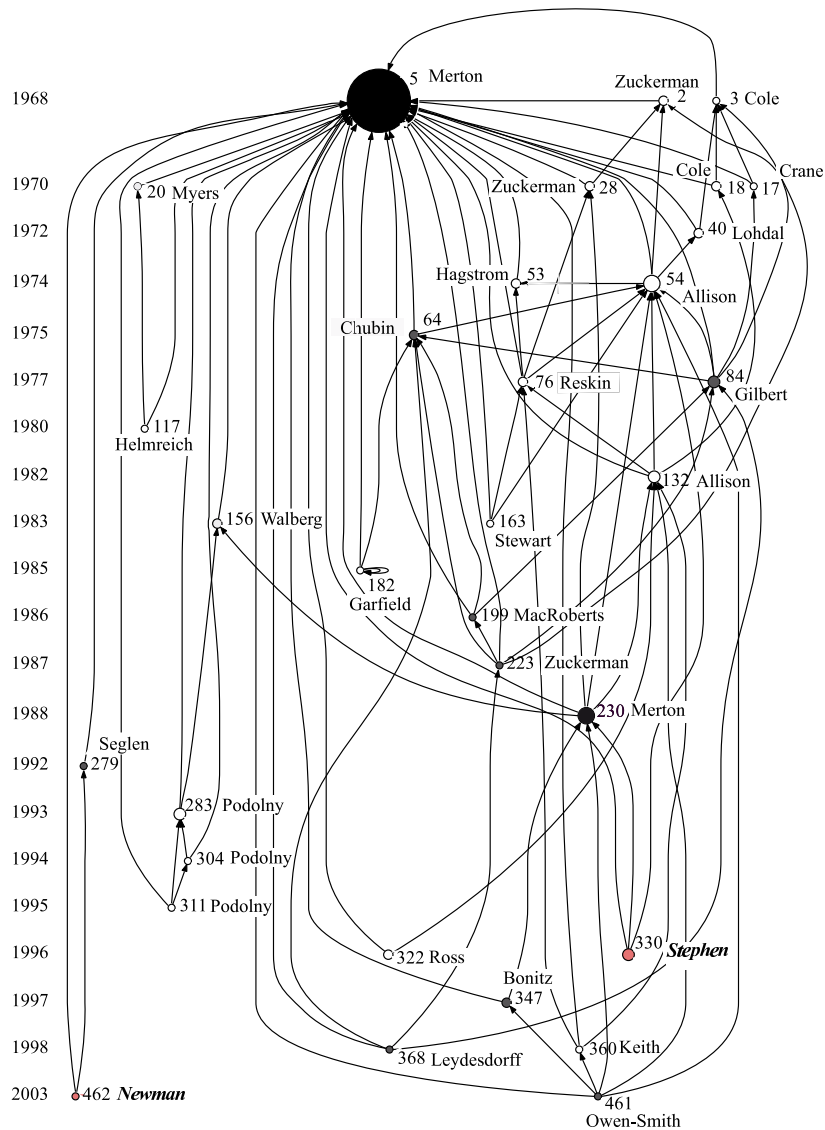 5 Merton
Zuckerman
1968
2
3 Cole
Cole
Crane
1970
20 Myers
Zuckerman
28
18
17
1972
40
Lohdal
1974
Hagstrom
53
54
Allison
1975
Chubin
64
1977
76 Reskin
84
Gilbert
1980
117
Helmreich
1982
132 Allison
1983
156 Walberg
163
Stewart
1985
182
Garfield
1986
199 MacRoberts
1987
223 Zuckerman
1988
230 Merton
Seglen
1992
279
1993
283 Podolny
1994
304 Podolny
1995
311 Podolny
1996
322 Ross
330 Stephen
Bonitz
1997
347
1998
368 Leydesdorff
360 Keith
2003
462 Newman
461
Owen-Smith